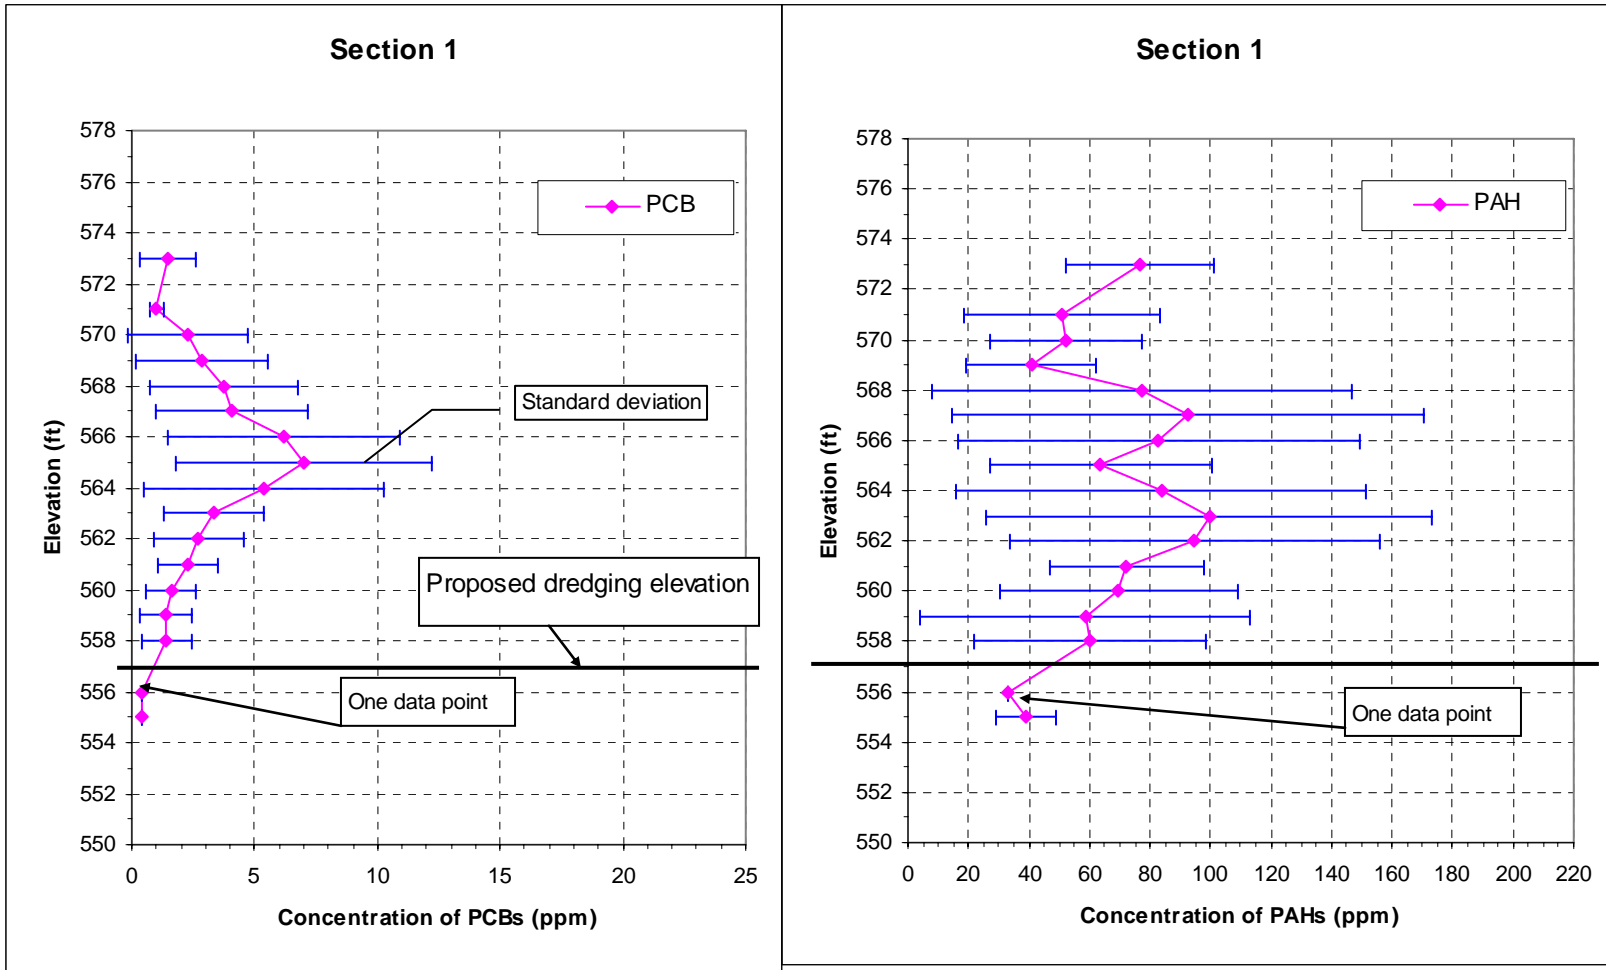 Section 1
578
576
574
572
570
568
566
564
562
560
558
556
554
552
550
Elevation (ft)
PCB
Standard deviation
Proposed dredging elevation
One data point
0 5 10 15 20 25
Concentration of PCBs (ppm)
Section 1
578
576
574
572
570
568
566
564
562
560
558
556
554
552
550
Elevation (ft)
PAH
One data point
0 20 40 60 80 100 120 140 160 180 200 220
Concentration of PAHs (ppm)